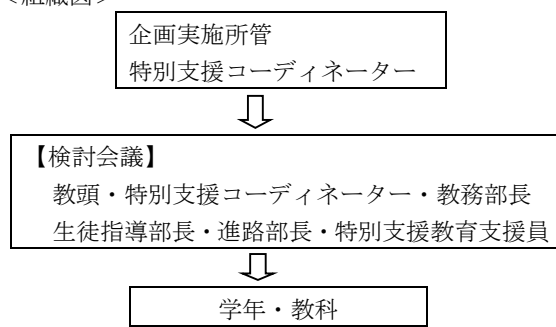 ＜組織図＞
企画実施所管
特別支援コーディネーター
【検討会議】
教頭・特別支援コーディネーター・教務部長
生徒指導部長・進路部長・特別支援教育支援員
学年・教科